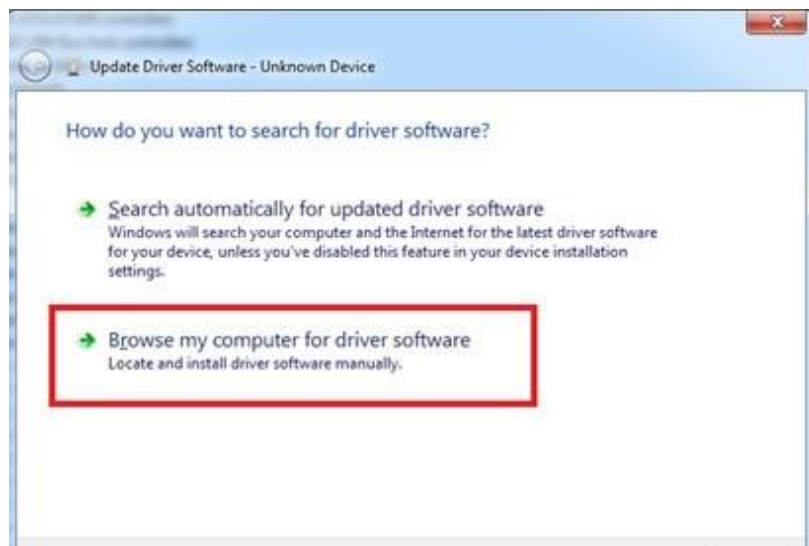 Update Driver Software - Unknown Device
How do you want to search for driver software?
Search automatically for updated driver software
Windows will search your computer and the Internet for the latest driver software
for your device, unless you've disabled this feature in your device installation
settings.
Browse my computer for driver software
Locate and install driver software manually.